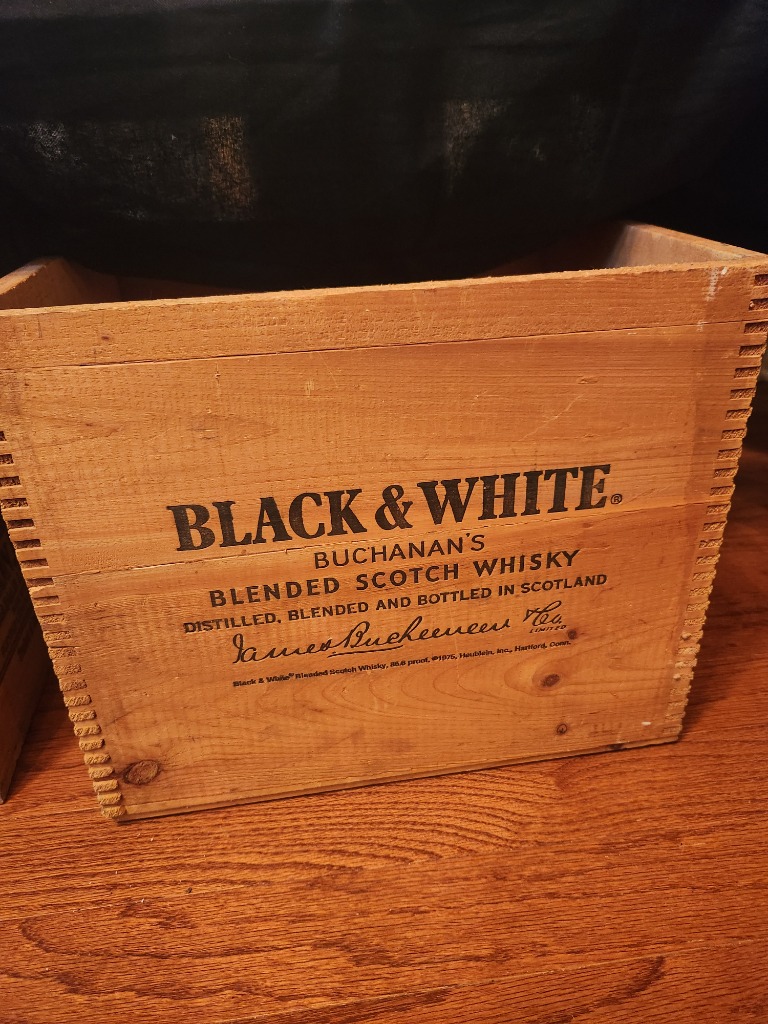 BLACK & WHITE®
BUCHANAN'S
BLENDED SCOTCH WHISKY
DISTILLED, BLENDED AND BOTTLED IN SCOTLAND
James Buchanan & Co.
LIMITED
Black & White® Blended Scotch Whisky, 86.8 proof, ©1975, Heublein, Inc., Hartford, Conn.